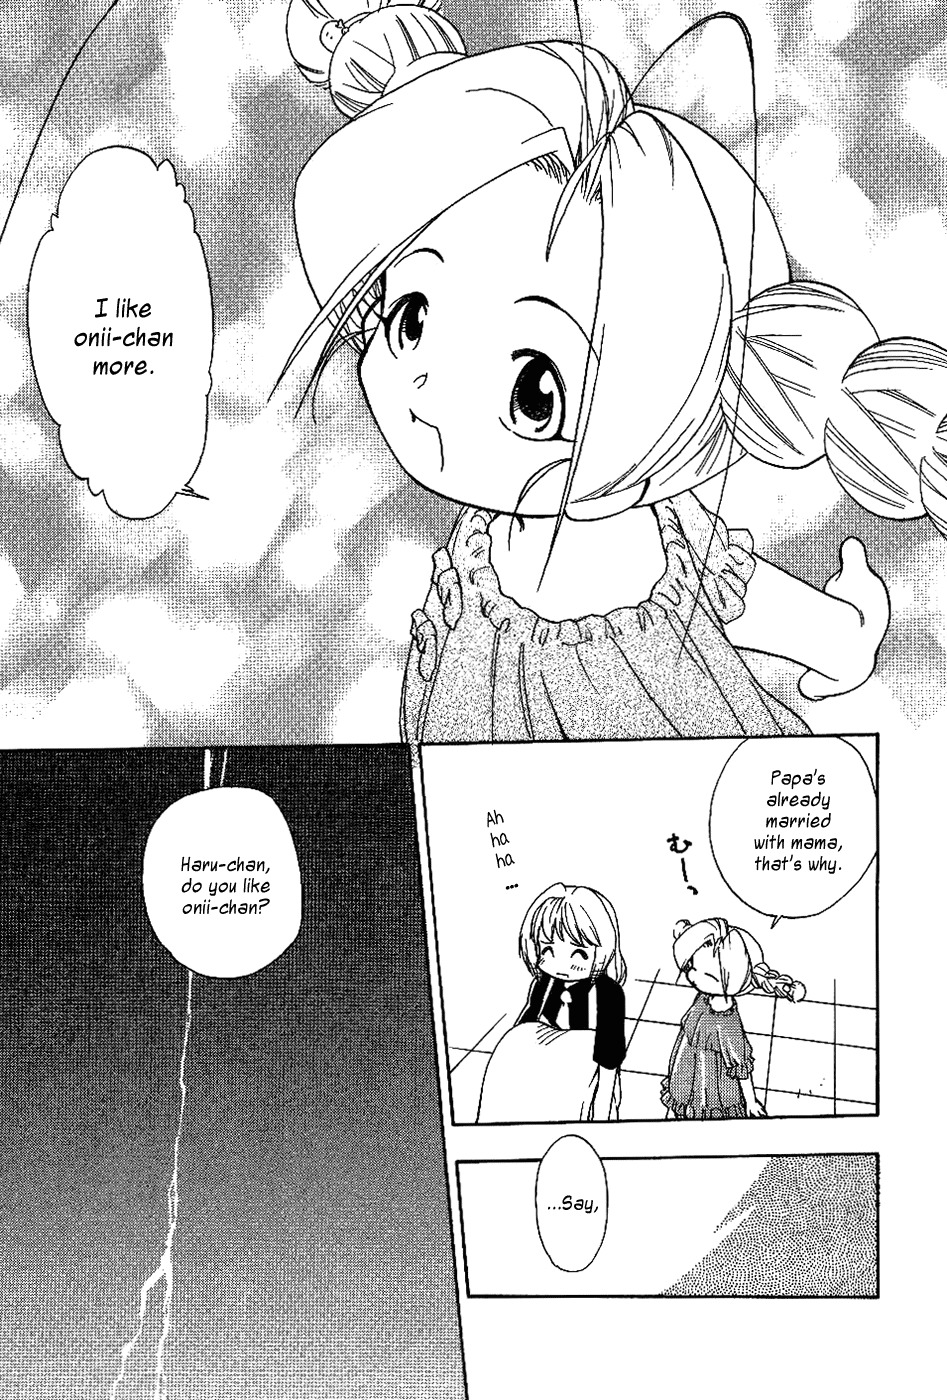 I like
onii-chan
more.
Papa's
already
married
with mama,
that's why.
むーっ
Ah
ha
ha
...
...Say,
Haru-chan,
do you like
onii-chan?